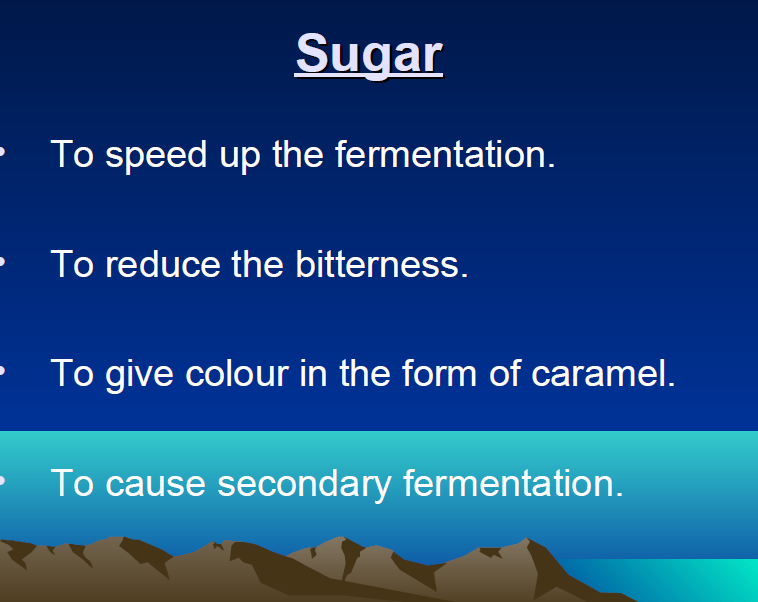 Sugar
• To speed up the fermentation.
• To reduce the bitterness.
• To give colour in the form of caramel.
• To cause secondary fermentation.